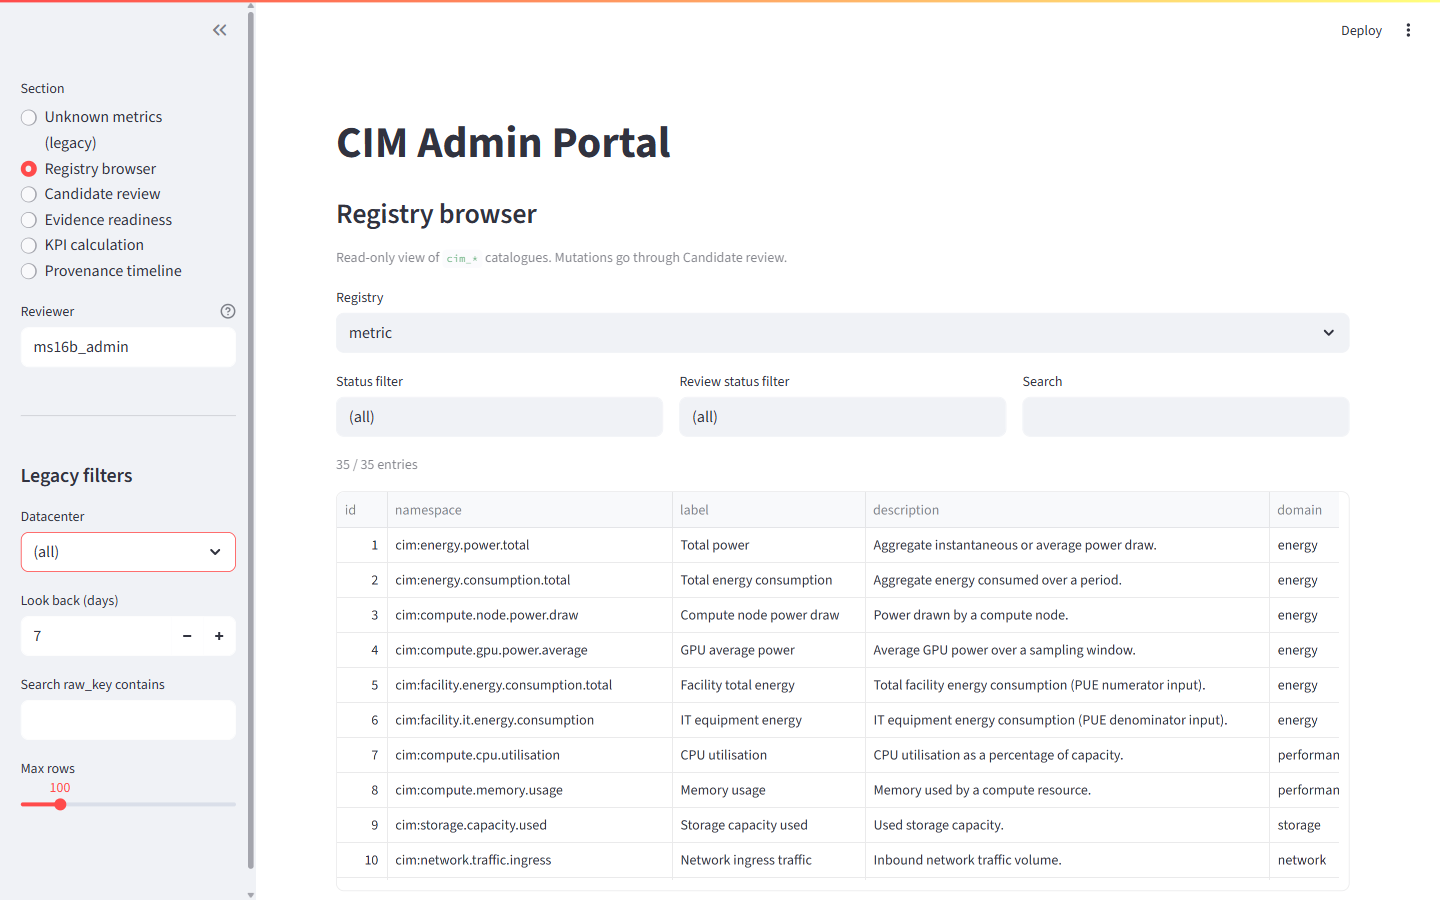 Deploy
Section
Unknown metrics
(legacy)
Registry browser
Candidate review
Evidence readiness
KPI calculation
Provenance timeline
Reviewer
ms16b_admin
Legacy filters
Datacenter
(all)
Look back (days)
7
Search raw_key contains
Max rows
100
CIM Admin Portal
Registry browser
Read-only view of cim_* catalogues. Mutations go through Candidate review.
Registry
metric
Status filter Review status filter Search
(all) (all)
35 / 35 entries
id namespace label description domain
1 cim:energy.power.total Total power Aggregate instantaneous or average power draw. energy
2 cim:energy.consumption.total Total energy consumption Aggregate energy consumed over a period. energy
3 cim:compute.node.power.draw Compute node power draw Power drawn by a compute node. energy
4 cim:compute.gpu.power.average GPU average power Average GPU power over a sampling window. energy
5 cim:facility.energy.consumption.total Facility total energy Total facility energy consumption (PUE numerator input). energy
6 cim:facility.it.energy.consumption IT equipment energy IT equipment energy consumption (PUE denominator input). energy
7 cim:compute.cpu.utilisation CPU utilisation CPU utilisation as a percentage of capacity. performan
8 cim:compute.memory.usage Memory usage Memory used by a compute resource. performan
9 cim:storage.capacity.used Storage capacity used Used storage capacity. storage
10 cim:network.traffic.ingress Network ingress traffic Inbound network traffic volume. network